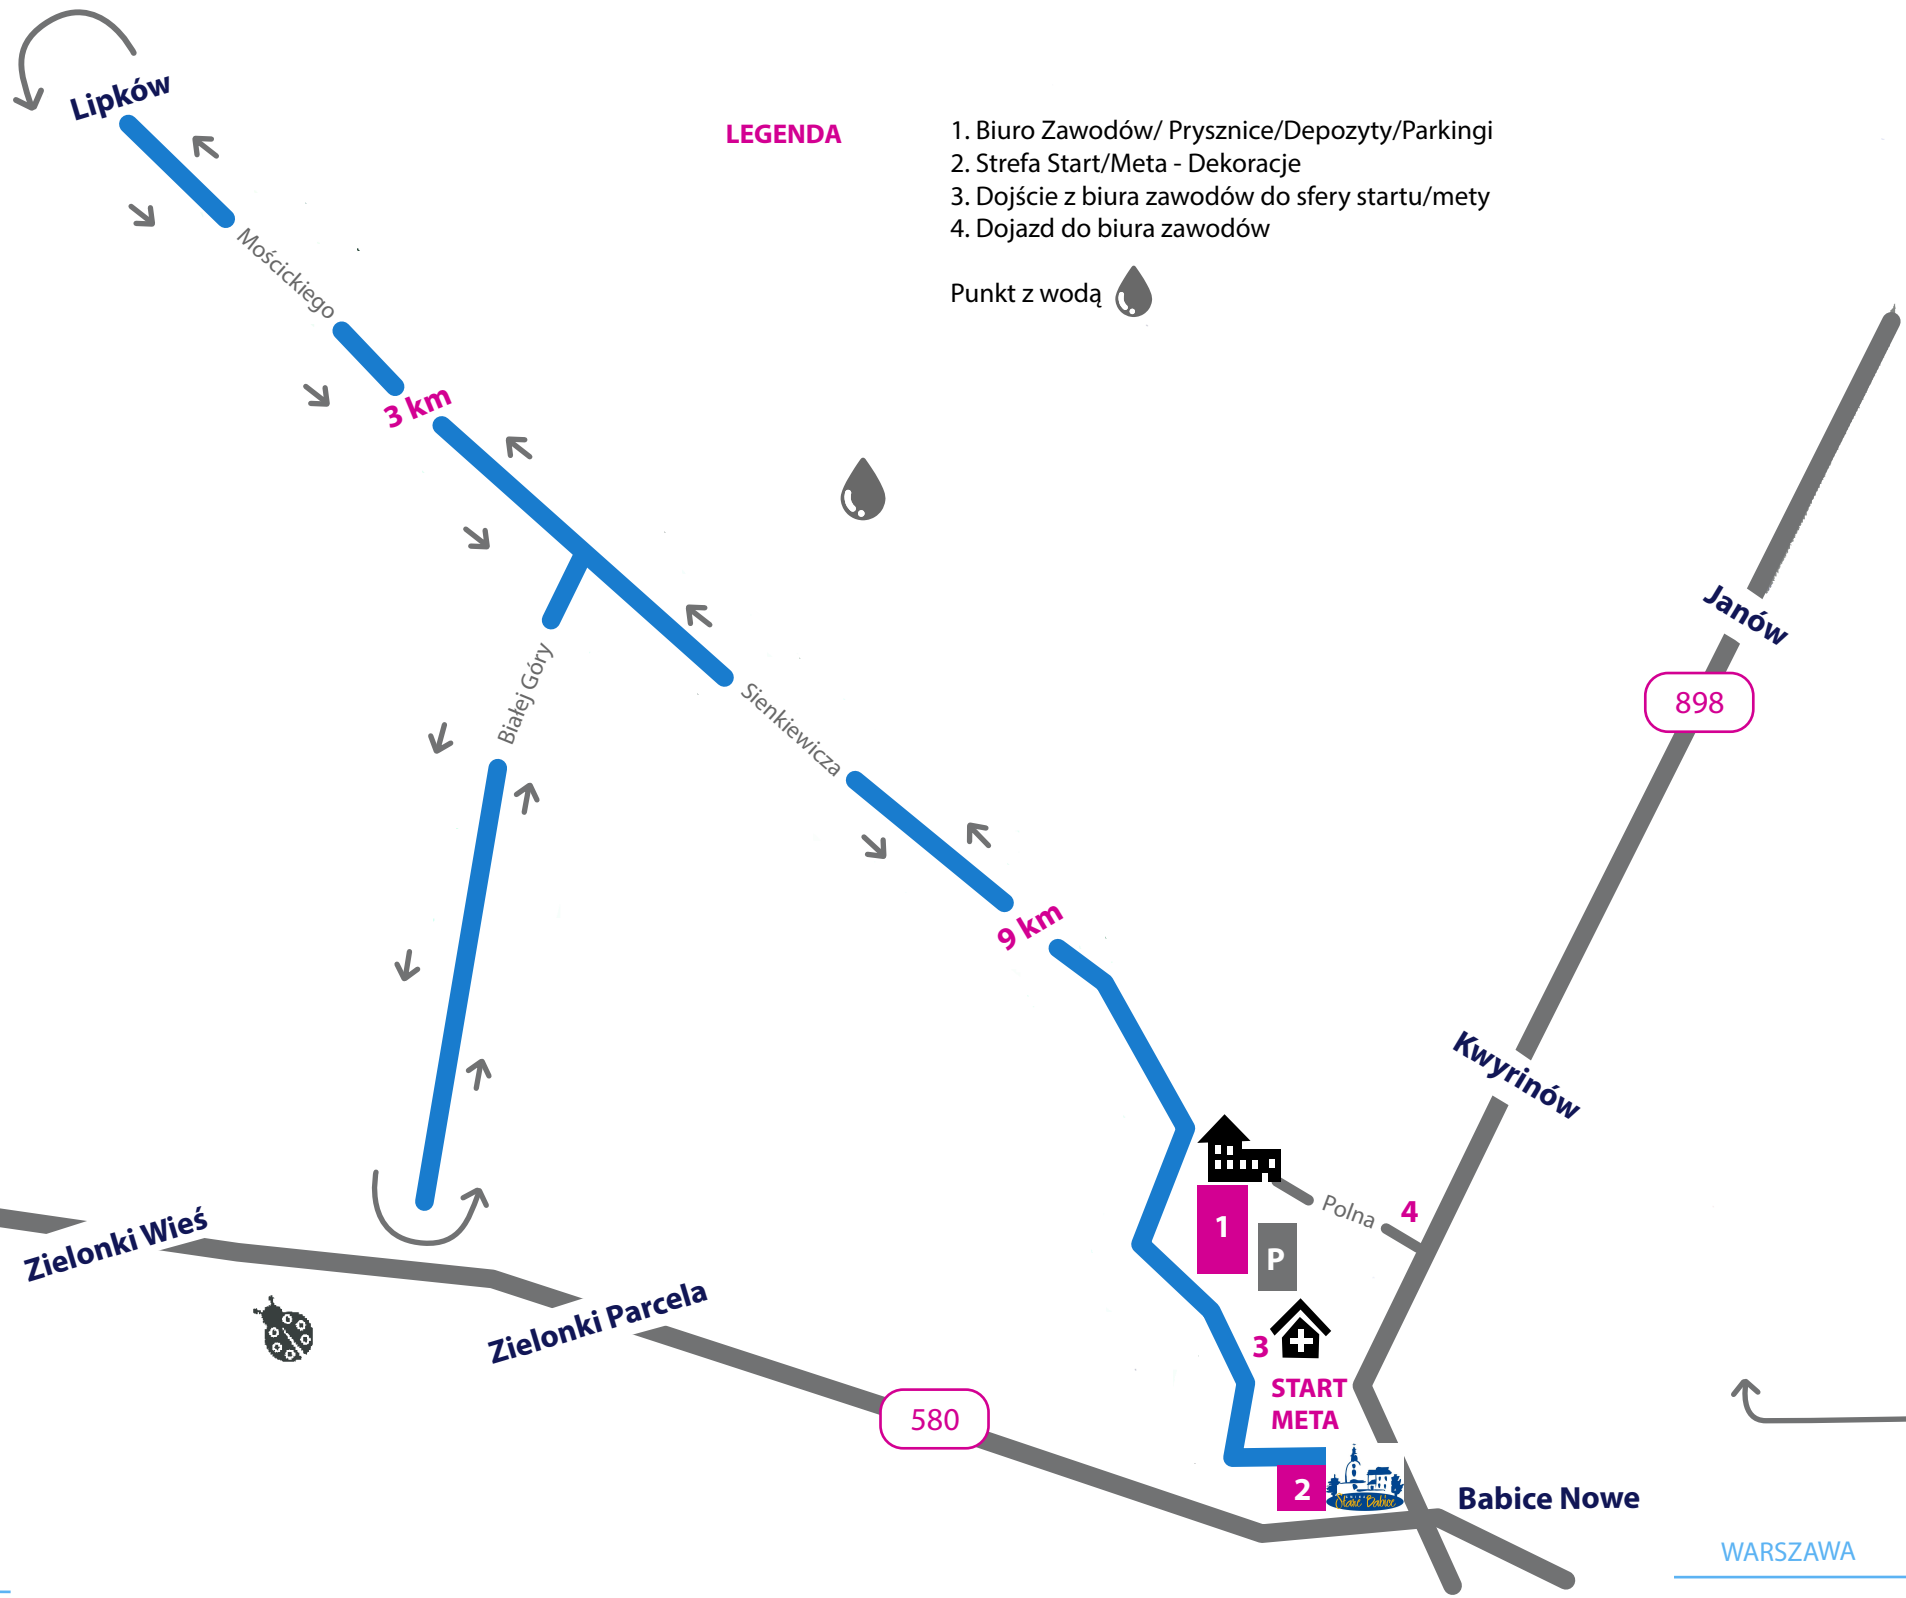 Lipków
LEGENDA
1. Biuro Zawodów/ Prysznice/Depozyty/Parkingi
2. Strefa Start/Meta - Dekoracje
3. Dojście z biura zawodów do sfery startu/mety
4. Dojazd do biura zawodów
Punkt z wodą
Mościckiego
3 km
Janów
898
Białej Góry
Sienkiewicza
9 km
Kwyrinów
Polna
4
1
P
Zielonki Wieś
Zielonki Parcela
3
START
META
580
2
Stare Babice
Babice Nowe
WARSZAWA